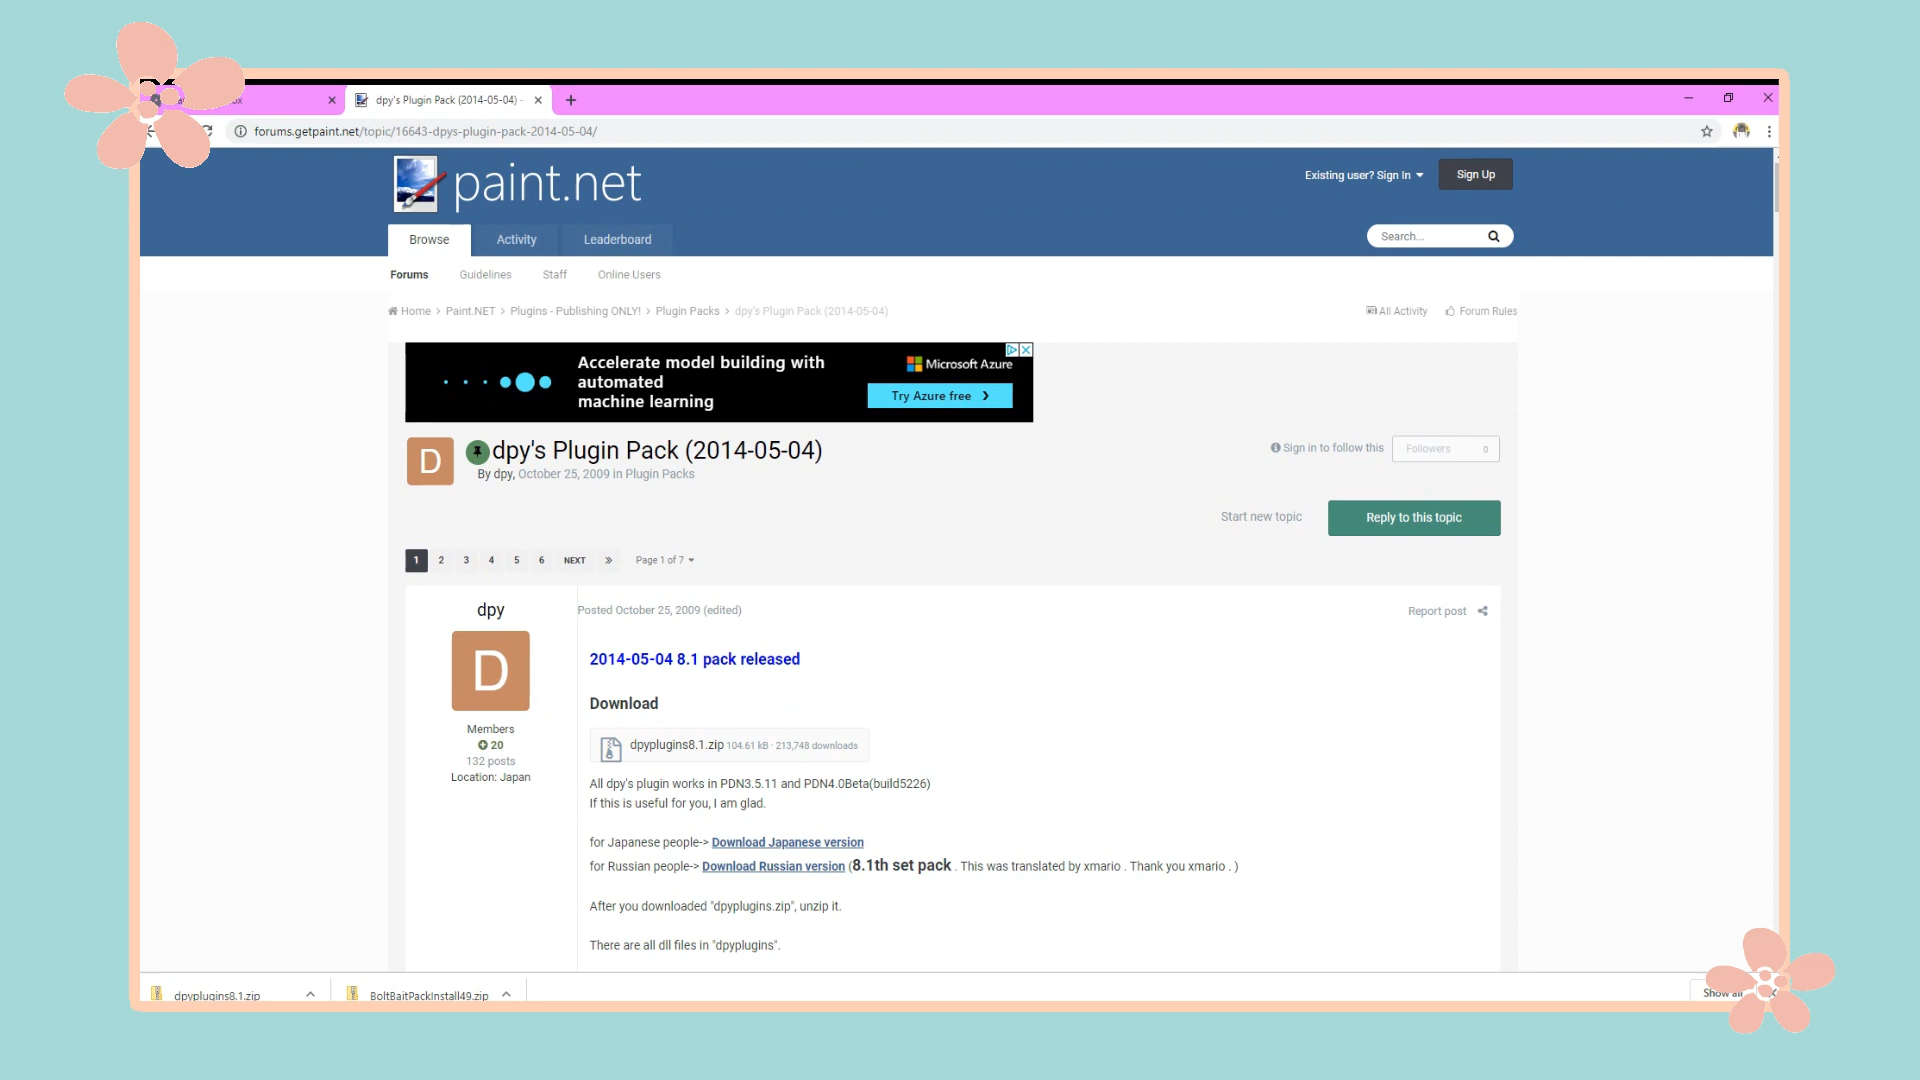 dpy's Plugin Pack (2014-05-04) -
forums.getpaint.net/topic/16643-dpys-plugin-pack-2014-05-04/
paint.net
Existing user? Sign In
Sign Up
Browse Activity Leaderboard
Search...
Forums Guidelines Staff Online Users
Home > Paint.NET > Plugins - Publishing ONLY! > Plugin Packs > dpy's Plugin Pack (2014-05-04)
All Activity Forum Rules
Accelerate model building with
automated
machine learning
Microsoft Azure
Try Azure free
D
dpy's Plugin Pack (2014-05-04)
By dpy, October 25, 2009 in Plugin Packs
Sign in to follow this
Followers 0
Start new topic
Reply to this topic
1 2 3 4 5 6 NEXT » Page 1 of 7
dpy
D
Members
20
132 posts
Location: Japan
Posted October 25, 2009 (edited)
Report post
2014-05-04 8.1 pack released
Download
dpyplugins8.1.zip 104.61 kB · 213,748 downloads
All dpy's plugin works in PDN3.5.11 and PDN4.0Beta(build5226)
If this is useful for you, I am glad.
for Japanese people-> Download Japanese version
for Russian people-> Download Russian version (8.1th set pack . This was translated by xmario . Thank you xmario . )
After you downloaded "dpyplugins.zip", unzip it.
There are all dll files in "dpyplugins".
dpyplugins8.1.zip
BoltBaitPackInstall49.zip
Show all